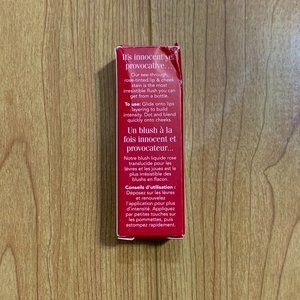 It's innocent yet
provocative...
Our see-through,
rose-tinted lip & cheek
stain is the most
irresistible flush you can
get from a bottle.
To use: Glide onto lips
layering to build
intensity. Dot and blend
quickly onto cheeks.
Un blush à la
fois innocent et
provocateur...
Notre blush liquide rose
translucide pour les
lèvres et les joues est le
plus irrésistible des
blushs en flacon.
Conseils d'utilisation :
Déposez sur les lèvres
et renouvelez
l'application pour plus
d'intensité. Appliquez
par petites touches sur
les pommettes, puis
estompez rapidement.